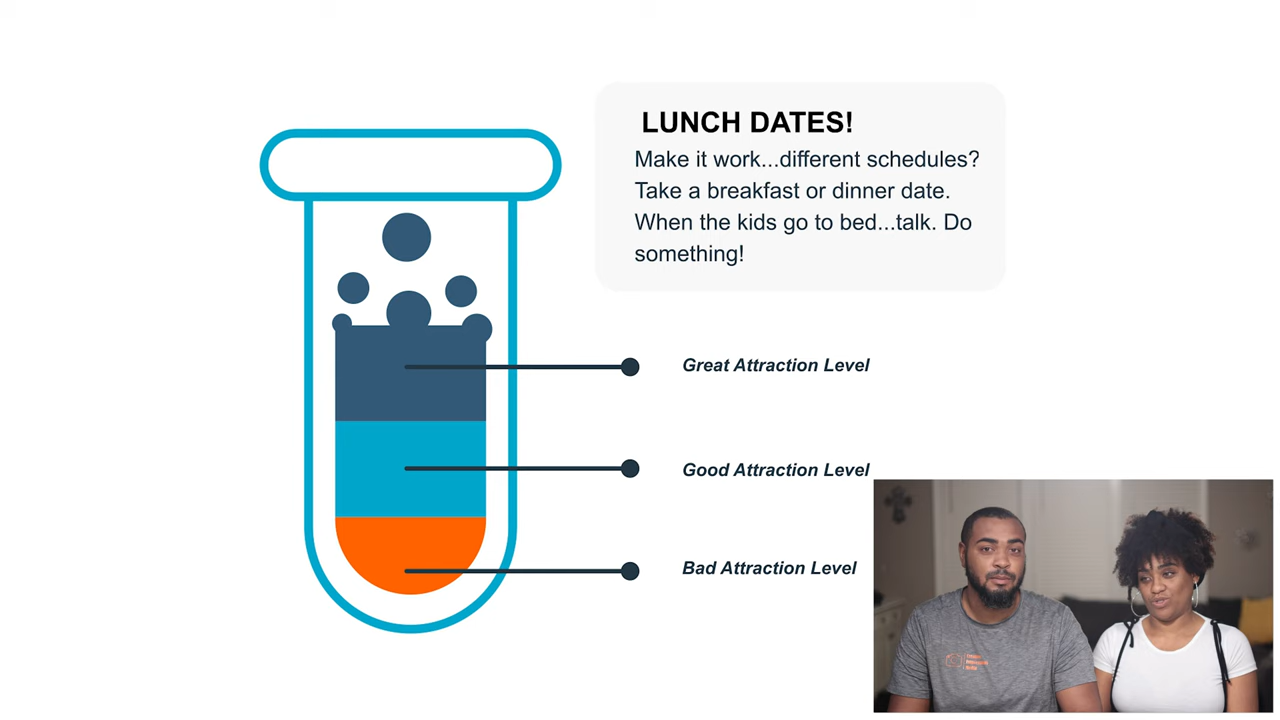 LUNCH DATES!
Make it work...different schedules?
Take a breakfast or dinner date.
When the kids go to bed...talk. Do
something!
Great Attraction Level
Good Attraction Level
Bad Attraction Level